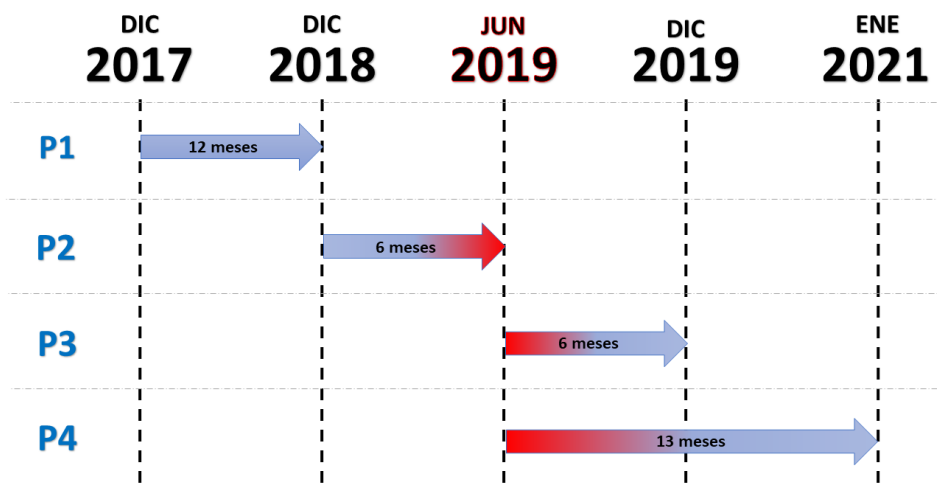 DIC DIC JUN DIC ENE
2017 2018 2019 2019 2021
P1 12 meses
P2 6 meses
P3 6 meses
P4 13 meses